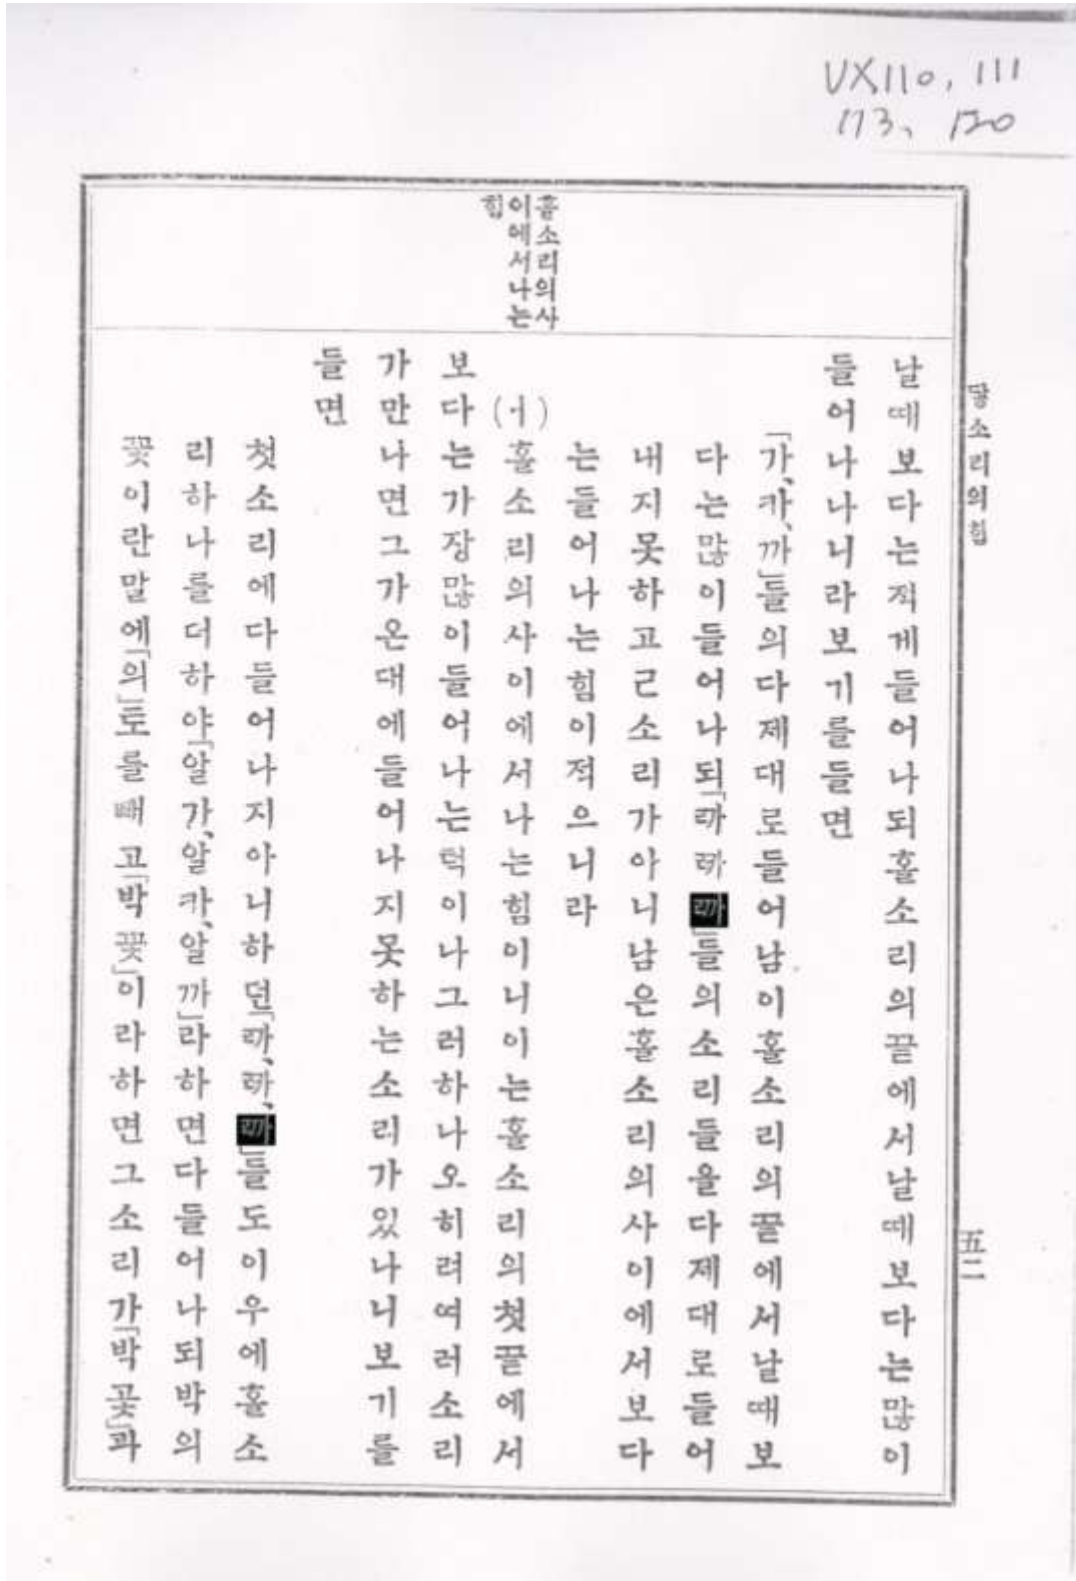 VX110, 111
173、 120
닿소리의힘
五二
홀소리의사
이에서나는
힘
날때보다는적게들어나되홀소리의끝에서날때보다는많이
들어나나니라보기를들면
「가、카、까」들의다제대로들어남이홀소리의끝에서날때보
다는많이들어나되「ꥤᅡ ꥫᅡ ꥥᅡ」들의소리들을다제대로들어
내지못하고근소리가아니남은홀소리의사이에서보다
는들어나는힘이적으니라
(ㅓ)홀소리의사이에서나는힘이니이는홀소리의첫끝에서
보다는가장많이들어나는턱이나그러하나오히려여러소리
가만나면그가온대에들어나지못하는소리가있나니보기를
들면
첫소리에다들어나지아니하던「ꥤᅡ、ꥫᅡ、ꥥᅡ」들도이우에홀소
리하나를더하야「알가、알카、알까」라하면다들어나되박의
꽃이란말에「의」토를빼고「박꽃」이라하면그소리가「박곷」과